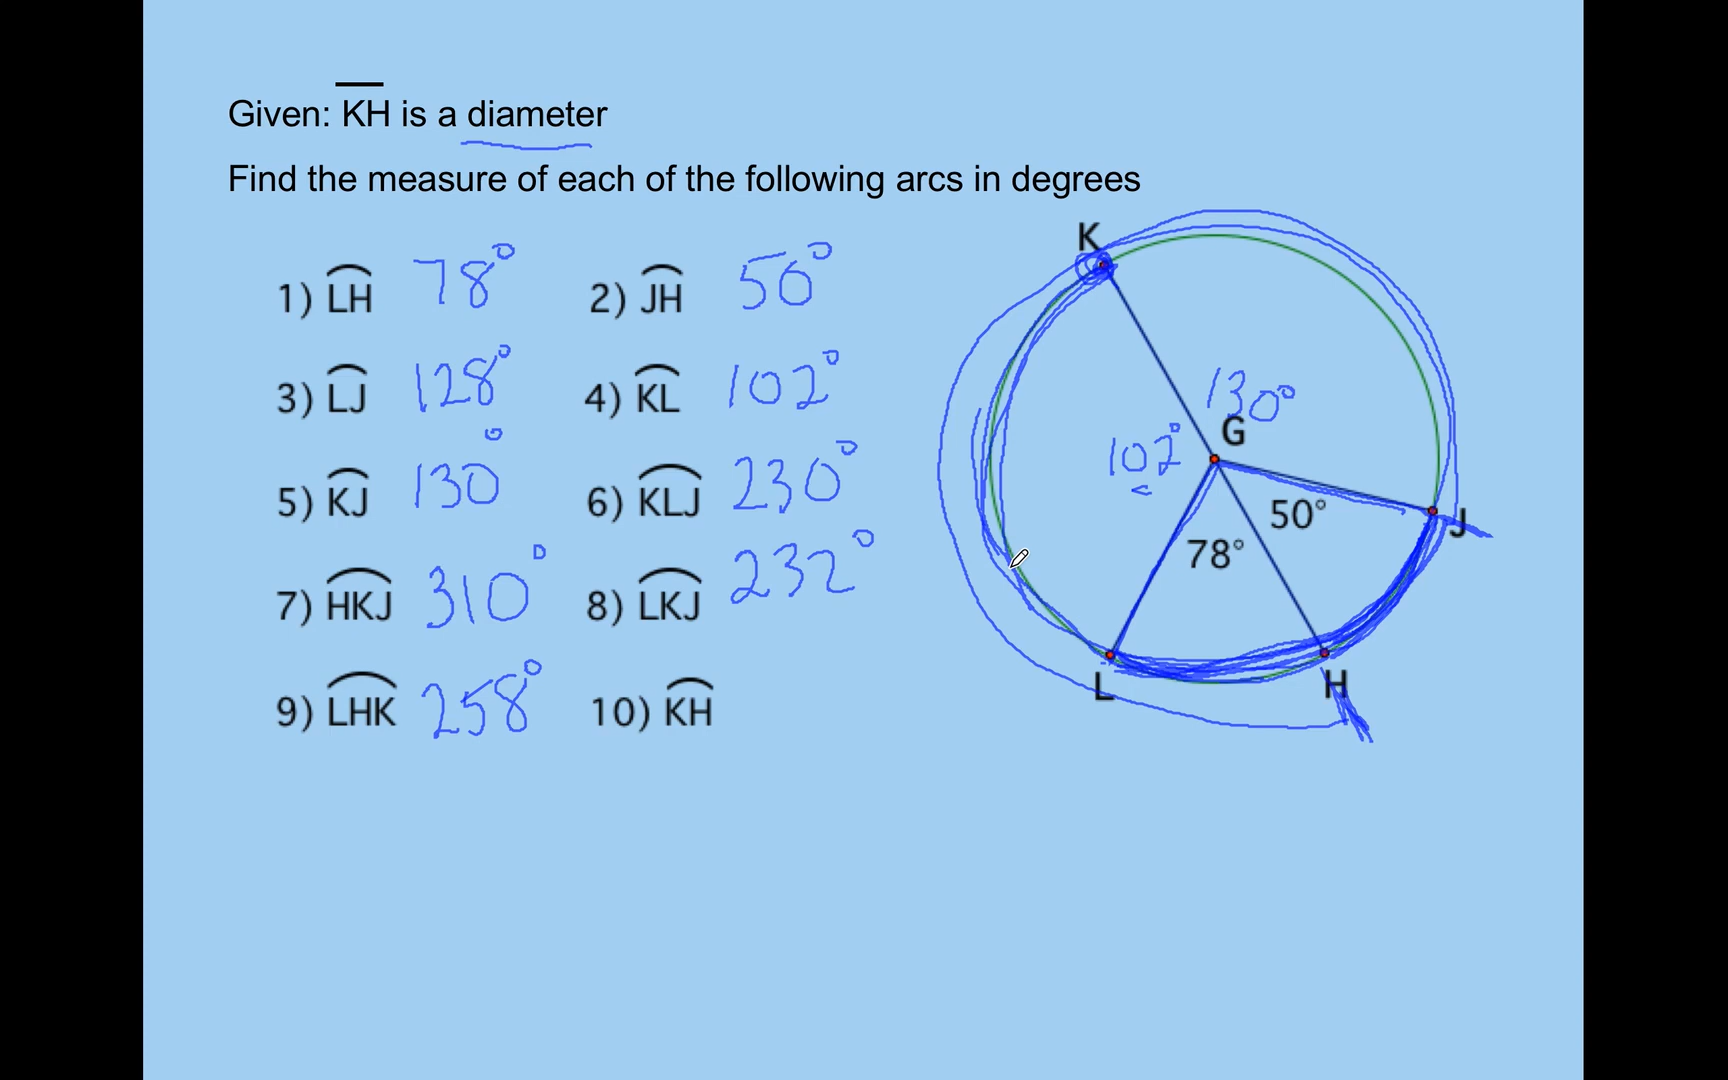 Given: KH is a diameter
Find the measure of each of the following arcs in degrees
1) LH 78° 2) JH 50°
3) LJ 128° 4) KL 102°
5) KJ 130° 6) KLJ 230°
7) HKJ 310° 8) LKJ 232°
9) LHK 258° 10) KH
K
130°
G
102°
50°
J
78°
L
H